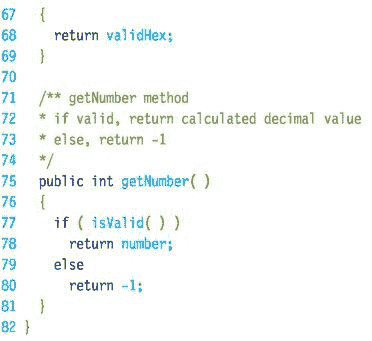 67 {
68 return validHex;
69 }
70
71 /** getNumber method
72 * if valid, return calculated decimal value
73 * else, return -1
74 */
75 public int getNumber( )
76 {
77 if ( isValid( ) )
78 return number;
79 else
80 return -1;
81 }
82 }